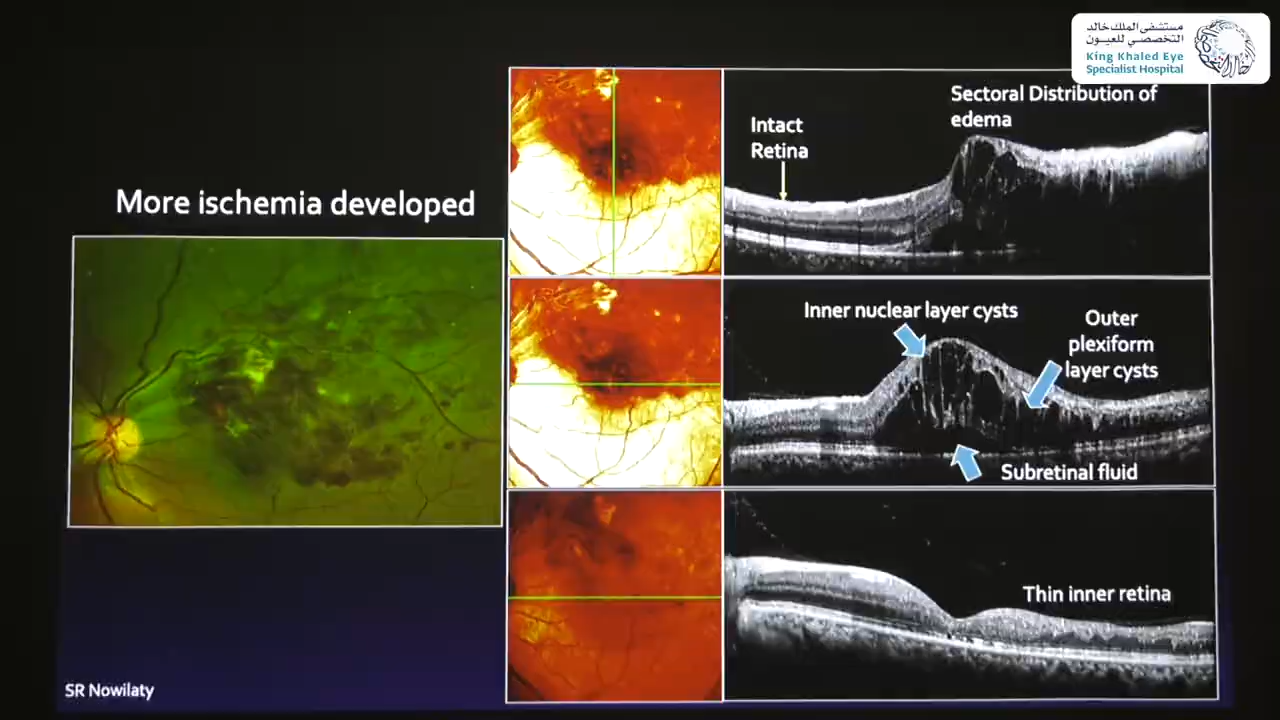 مستشفى الملك خالد
التخصصي للعيون
King Khaled Eye
Specialist Hospital
More ischemia developed
Intact
Retina
Sectoral Distribution of
edema
Inner nuclear layer cysts
Outer
plexiform
layer cysts
Subretinal fluid
Thin inner retina
SR Nowilaty